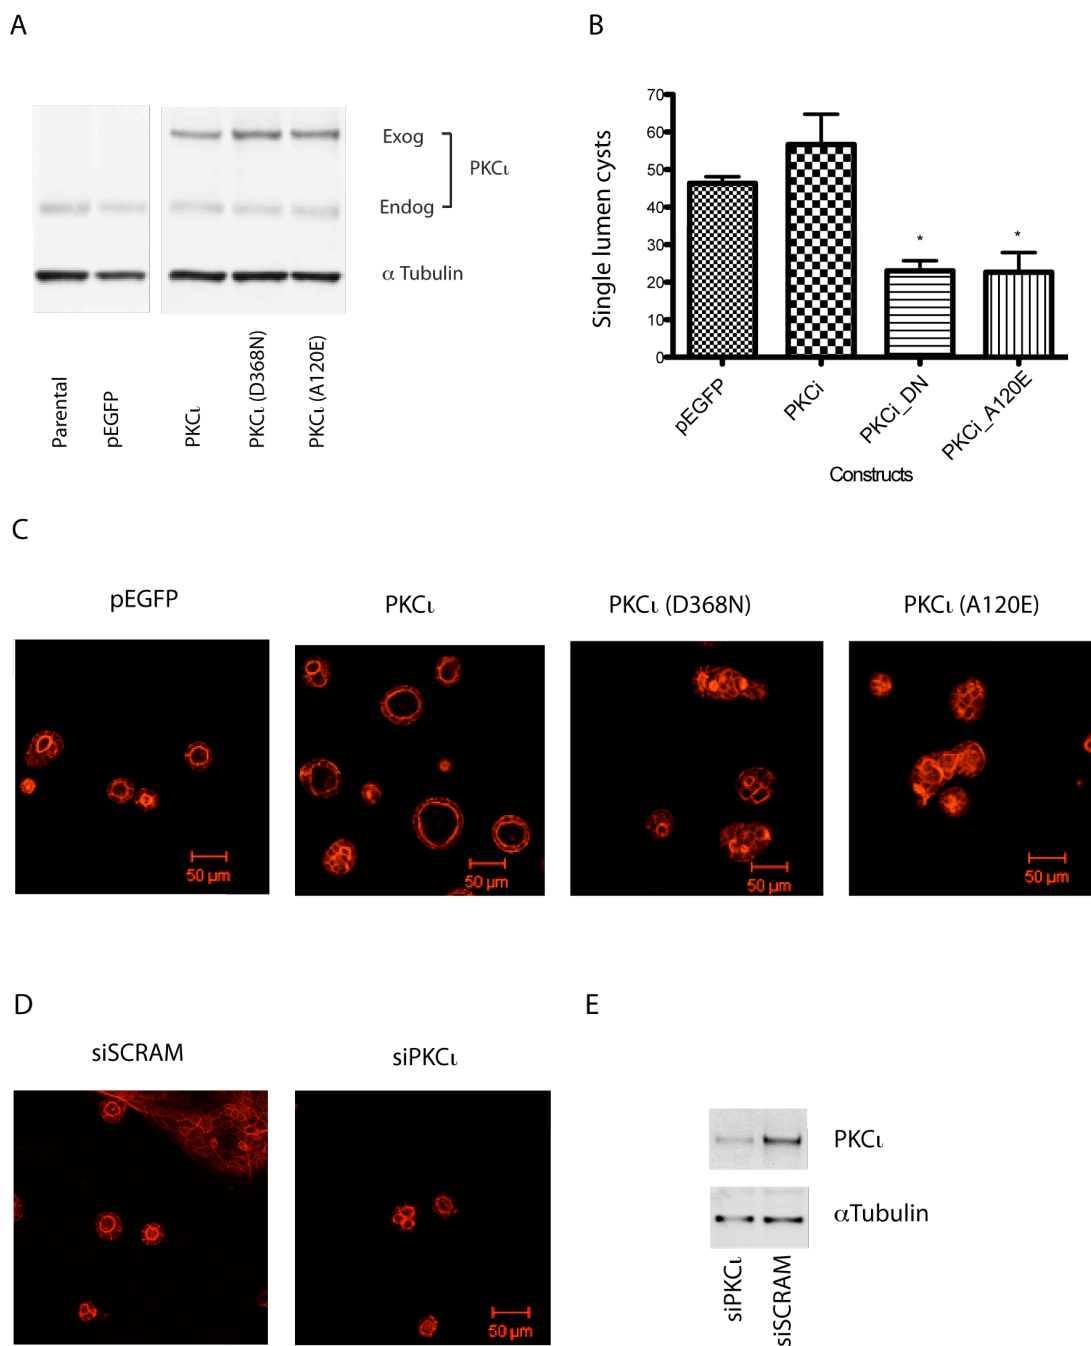 A
Exog
PKCι
Endog
α Tubulin
Parental
pEGFP
PKCι
PKCι (D368N)
PKCι (A120E)
B
Single lumen cysts
70
60
50
40
30
20
10
0
*
*
pEGFP
PKCi
PKCi_DN
PKCi_A120E
Constructs
C
pEGFP
PKCι
PKCι (D368N)
PKCι (A120E)
50 µm
50 µm
50 µm
50 µm
D
siSCRAM
siPKCι
50 µm
E
PKCι
αTubulin
siPKCι
siSCRAM